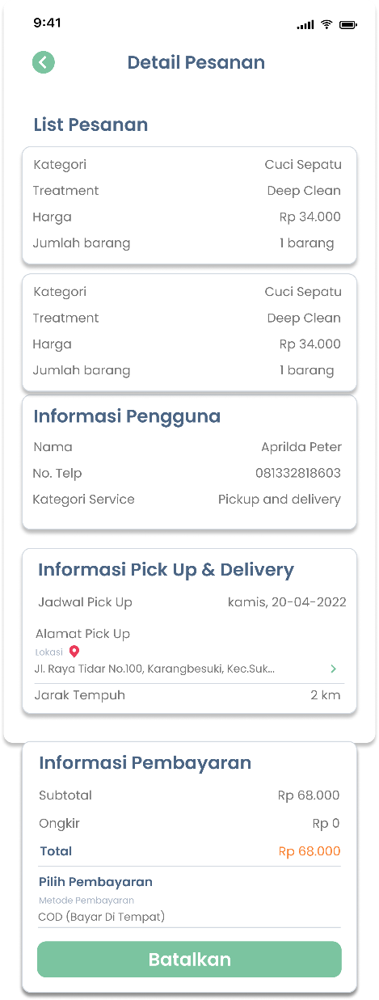 9:41
Detail Pesanan
List Pesanan
Kategori Cuci Sepatu
Treatment Deep Clean
Harga Rp 34.000
Jumlah barang 1 barang
Kategori Cuci Sepatu
Treatment Deep Clean
Harga Rp 34.000
Jumlah barang 1 barang
Informasi Pengguna
Nama Aprilda Peter
No. Telp 081332818603
Kategori Service Pickup and delivery
Informasi Pick Up & Delivery
Jadwal Pick Up kamis, 20-04-2022
Alamat Pick Up
Lokasi
Jl. Raya Tidar No.100, Karangbesuki, Kec.Suk...
Jarak Tempuh 2 km
Informasi Pembayaran
Subtotal Rp 68.000
Ongkir Rp 0
Total Rp 68.000
Pilih Pembayaran
Metode Pembayaran
COD (Bayar Di Tempat)
Batalkan